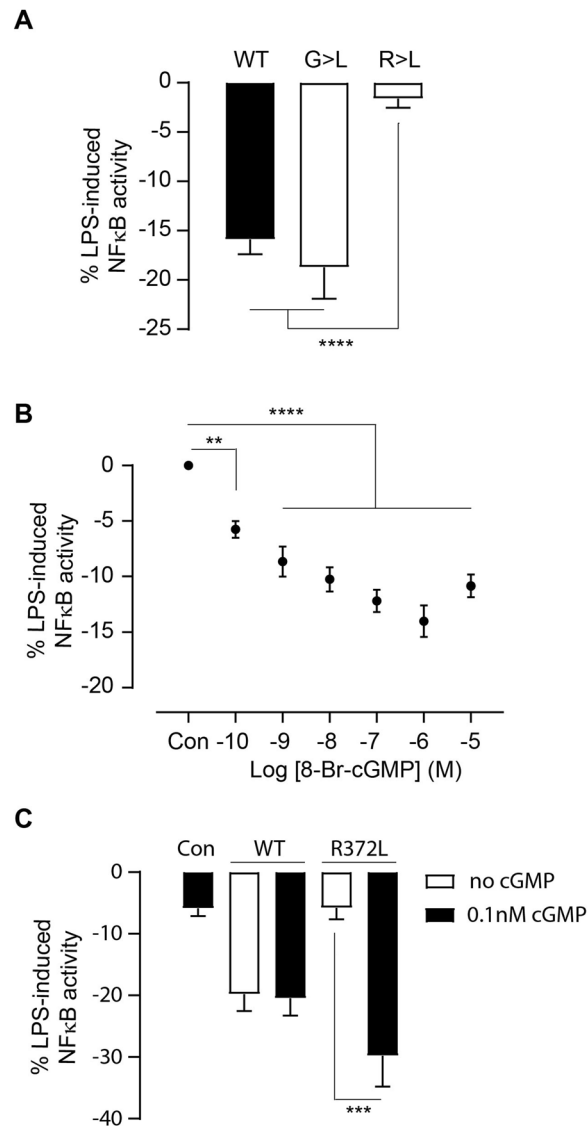 A
WT G>L R>L
% LPS-induced
NFκB activity
0
-5
-10
-15
-20
-25
****
B
****
**
% LPS-induced
NFκB activity
0
-5
-10
-15
-20
Con -10 -9 -8 -7 -6 -5
Log [8-Br-cGMP] (M)
C
Con WT R372L
% LPS-induced
NFκB activity
0
-10
-20
-30
-40
no cGMP
0.1nM cGMP
***